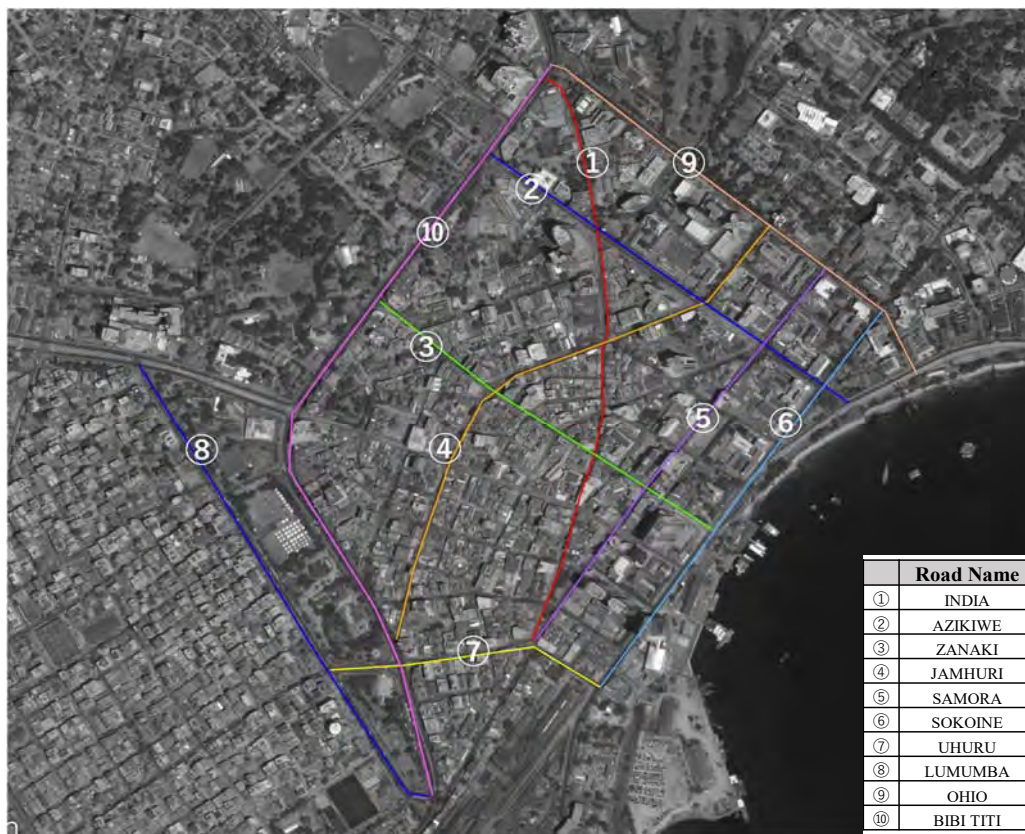 ①
⑨
②
⑩
③
⑤
⑥
④
⑧
⑦
Road Name
① INDIA
② AZIKIWE
③ ZANAKI
④ JAMHURI
⑤ SAMORA
⑥ SOKOINE
⑦ UHURU
⑧ LUMUMBA
⑨ OHIO
⑩ BIBI TITI